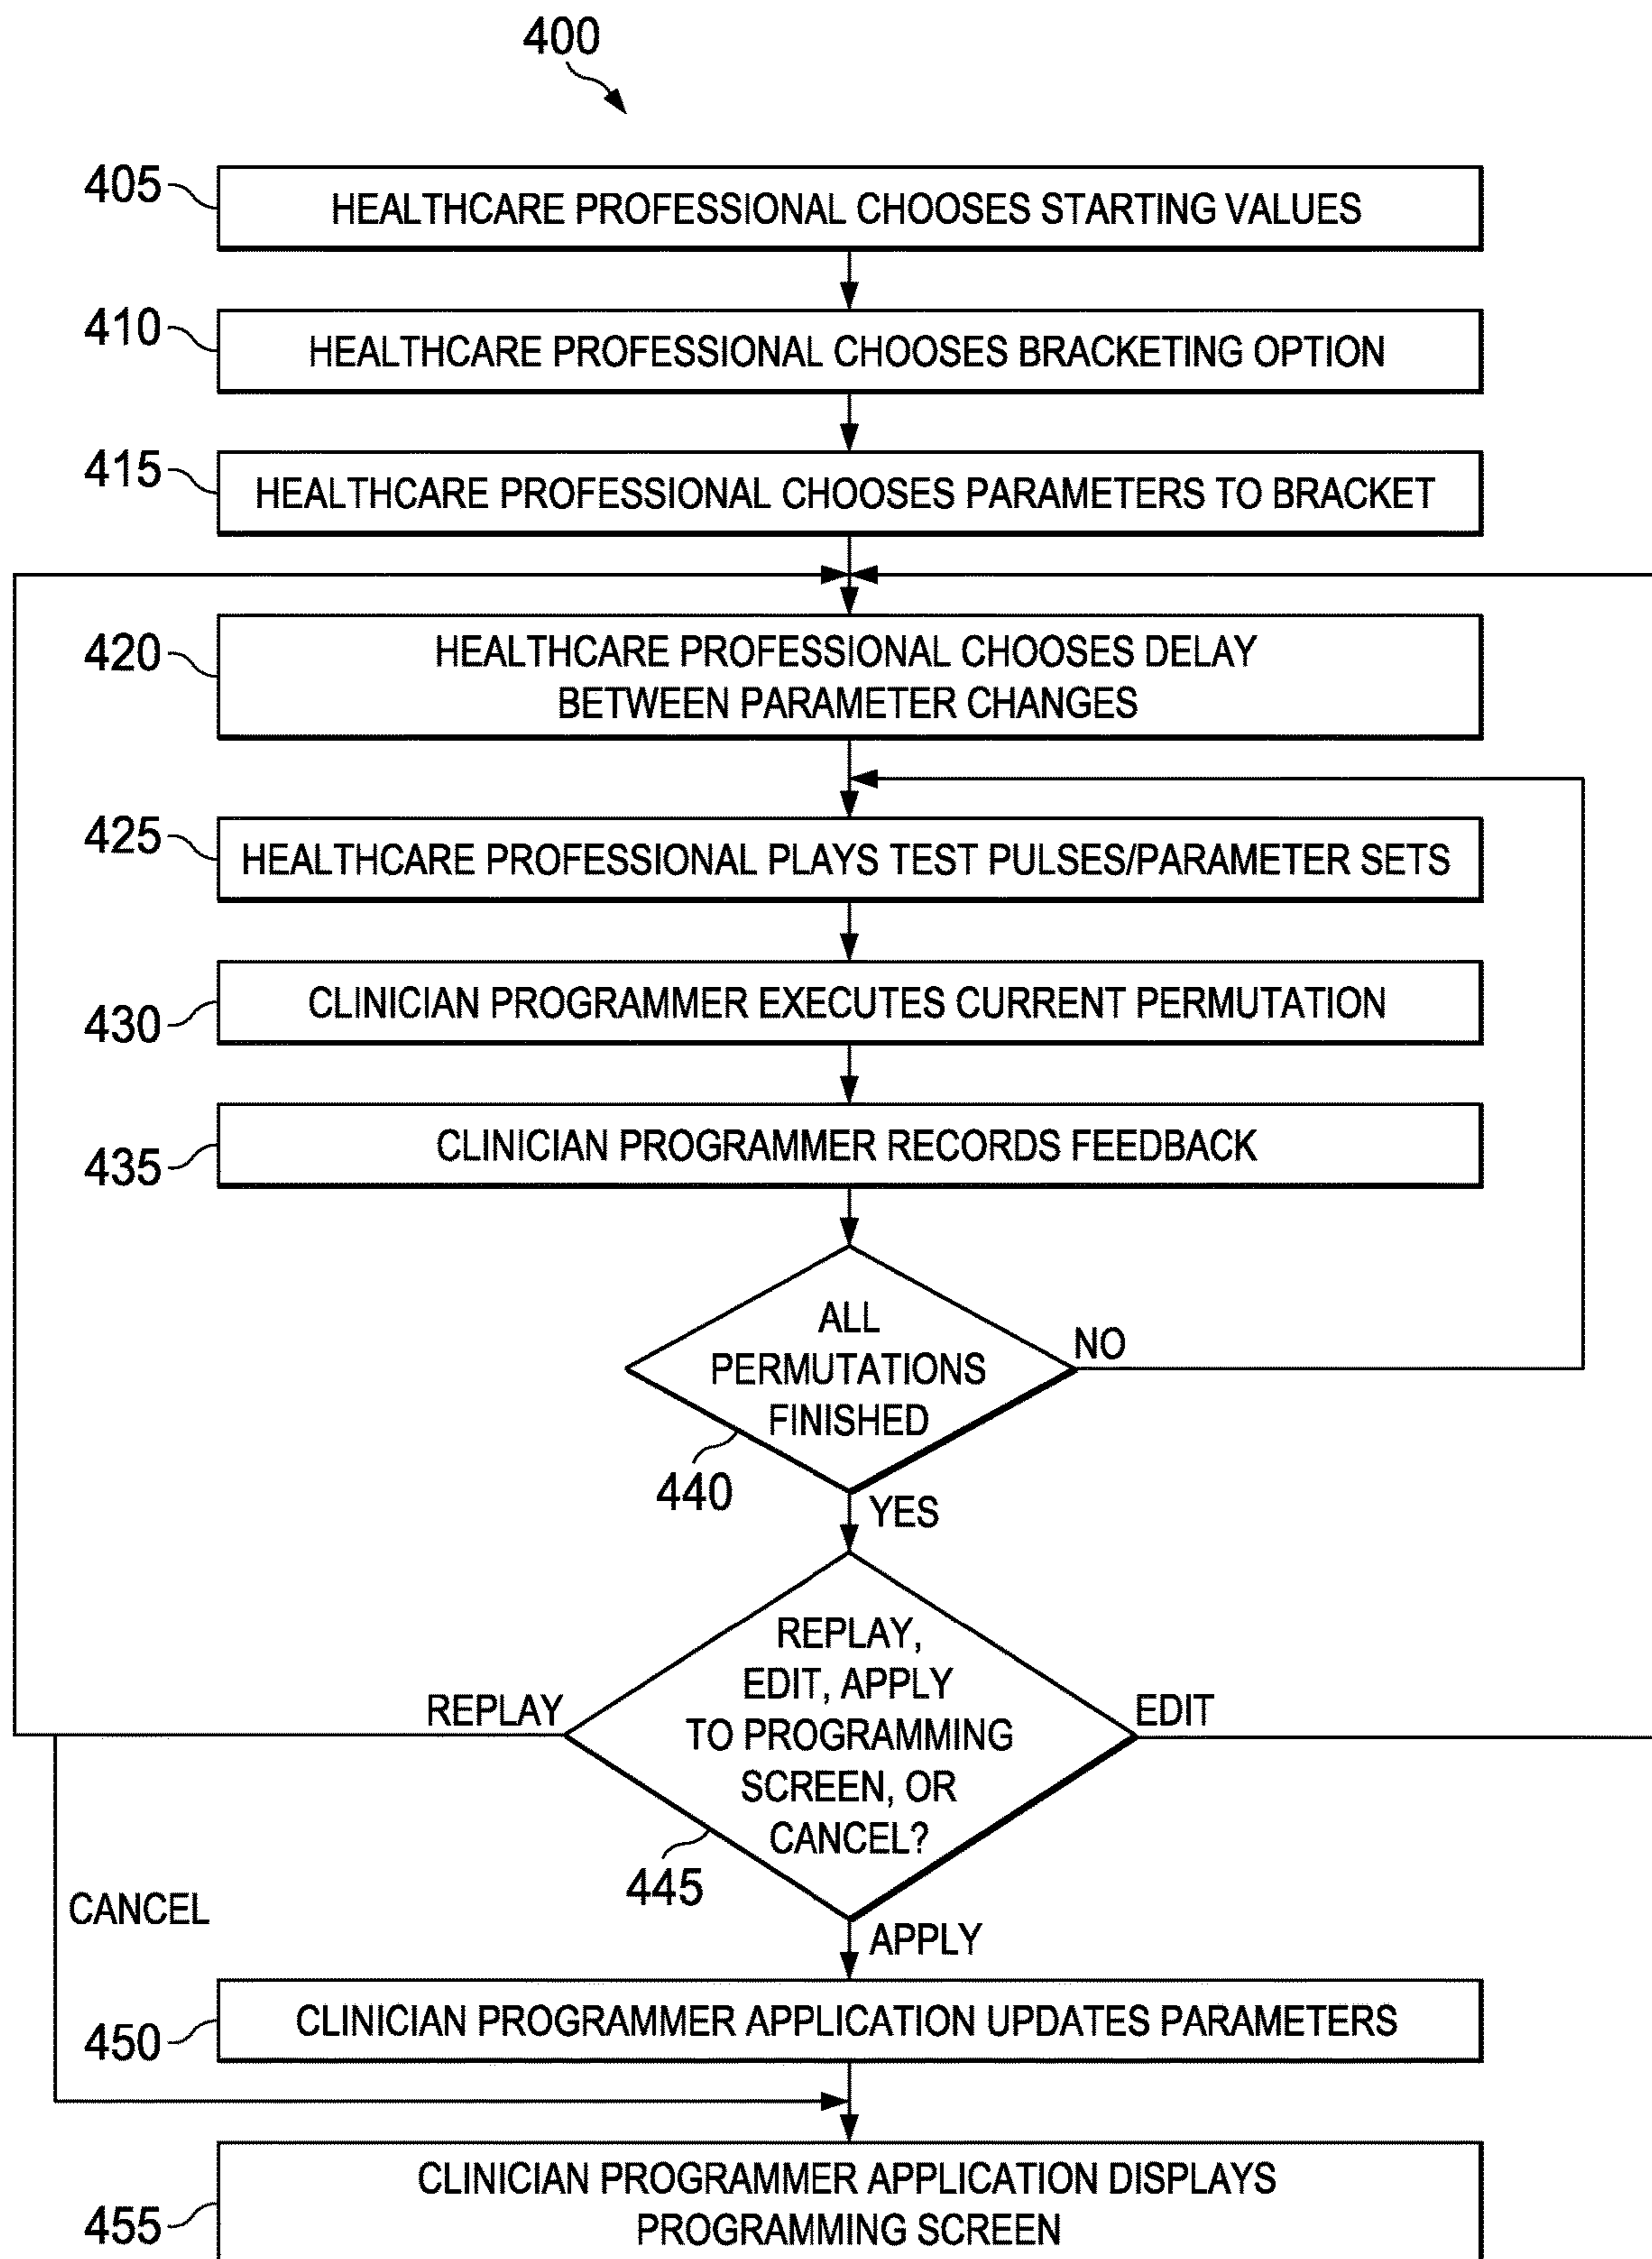 400
405
HEALTHCARE PROFESSIONAL CHOOSES STARTING VALUES
410
HEALTHCARE PROFESSIONAL CHOOSES BRACKETING OPTION
415
HEALTHCARE PROFESSIONAL CHOOSES PARAMETERS TO BRACKET
420
HEALTHCARE PROFESSIONAL CHOOSES DELAY
BETWEEN PARAMETER CHANGES
425
HEALTHCARE PROFESSIONAL PLAYS TEST PULSES/PARAMETER SETS
430
CLINICIAN PROGRAMMER EXECUTES CURRENT PERMUTATION
435
CLINICIAN PROGRAMMER RECORDS FEEDBACK
ALL
PERMUTATIONS
FINISHED
NO
440
YES
REPLAY,
EDIT, APPLY
TO PROGRAMMING
SCREEN, OR
CANCEL?
REPLAY
EDIT
445
CANCEL
APPLY
450
CLINICIAN PROGRAMMER APPLICATION UPDATES PARAMETERS
455
CLINICIAN PROGRAMMER APPLICATION DISPLAYS
PROGRAMMING SCREEN